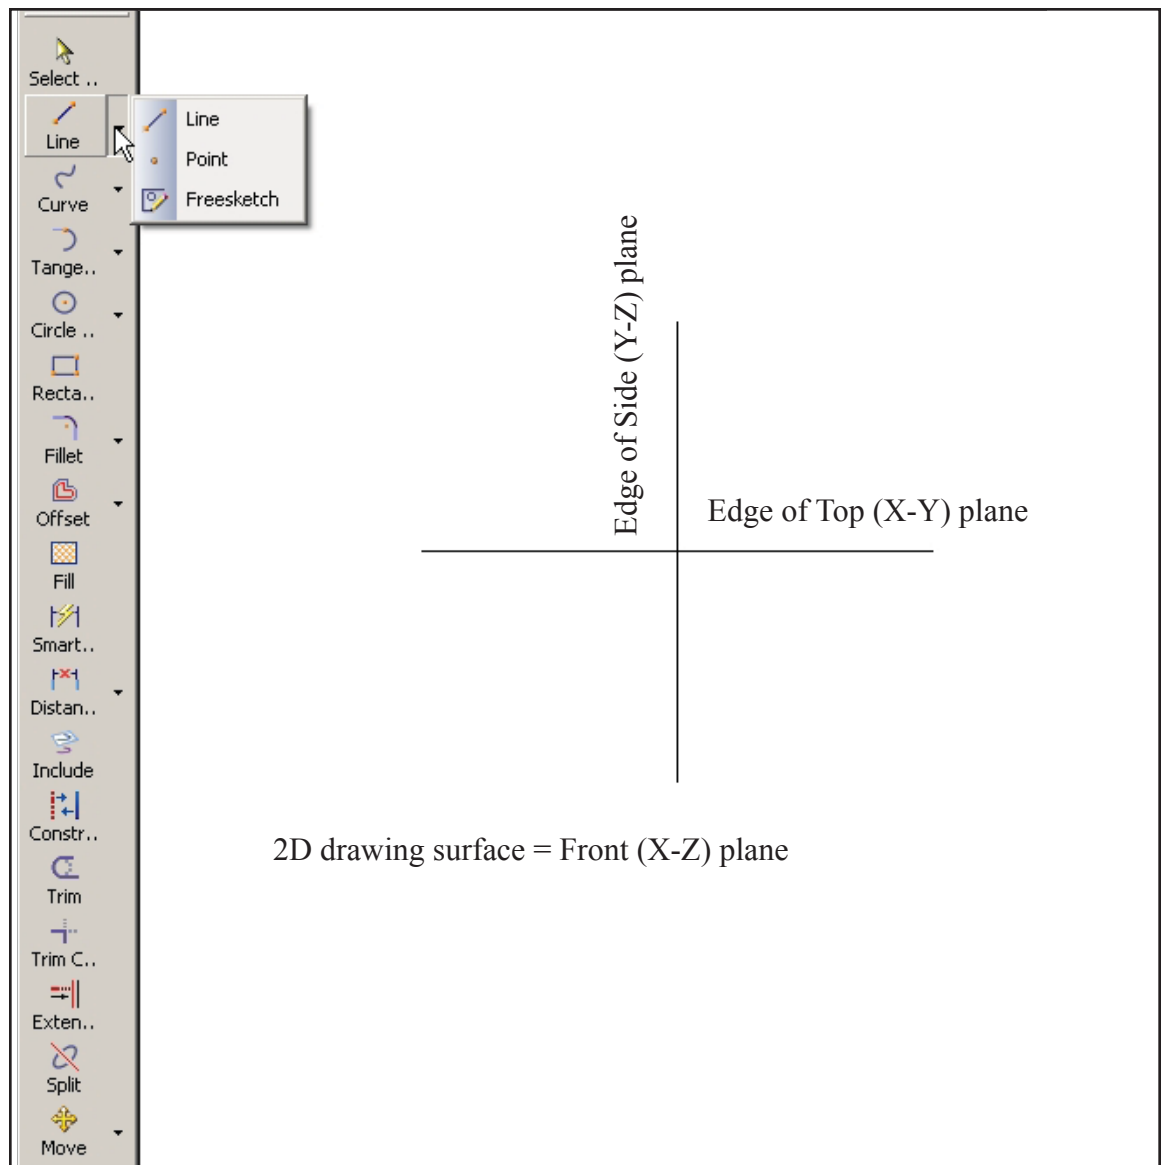 Select ..
Line
Line
Point
Freesketch
Curve
Tange..
Circle ..
Recta..
Fillet
Offset
Fill
Smart..
Distan..
Include
Constr..
Trim
Trim C..
Exten..
Split
Move
Edge of Side (Y-Z) plane
Edge of Top (X-Y) plane
2D drawing surface = Front (X-Z) plane